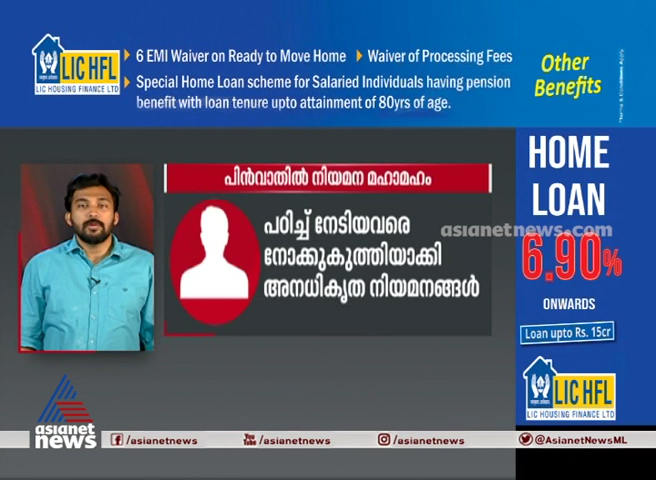 LIC HFL
LIC HOUSING FINANCE LTD
6 EMI Waiver on Ready to Move Home Waiver of Processing Fees
Special Home Loan scheme for Salaried Individuals having pension
benefit with loan tenure upto attainment of 80yrs of age.
Other
Benefits
പിൻവാതിൽ നിയമന മഹാമഹം
പഠിച്ച് നേടിയവരെ
നോക്കുകുത്തിയാക്കി
അനധികൃത നിയമനങ്ങൾ
asianetnews.com
HOME
LOAN
6.90%
ONWARDS
Loan upto Rs. 15cr
LIC HFL
LIC HOUSING FINANCE LTD
asianet
news
/asianetnews
You Tube /asianetnews
/asianetnews
@AsianetNewsML